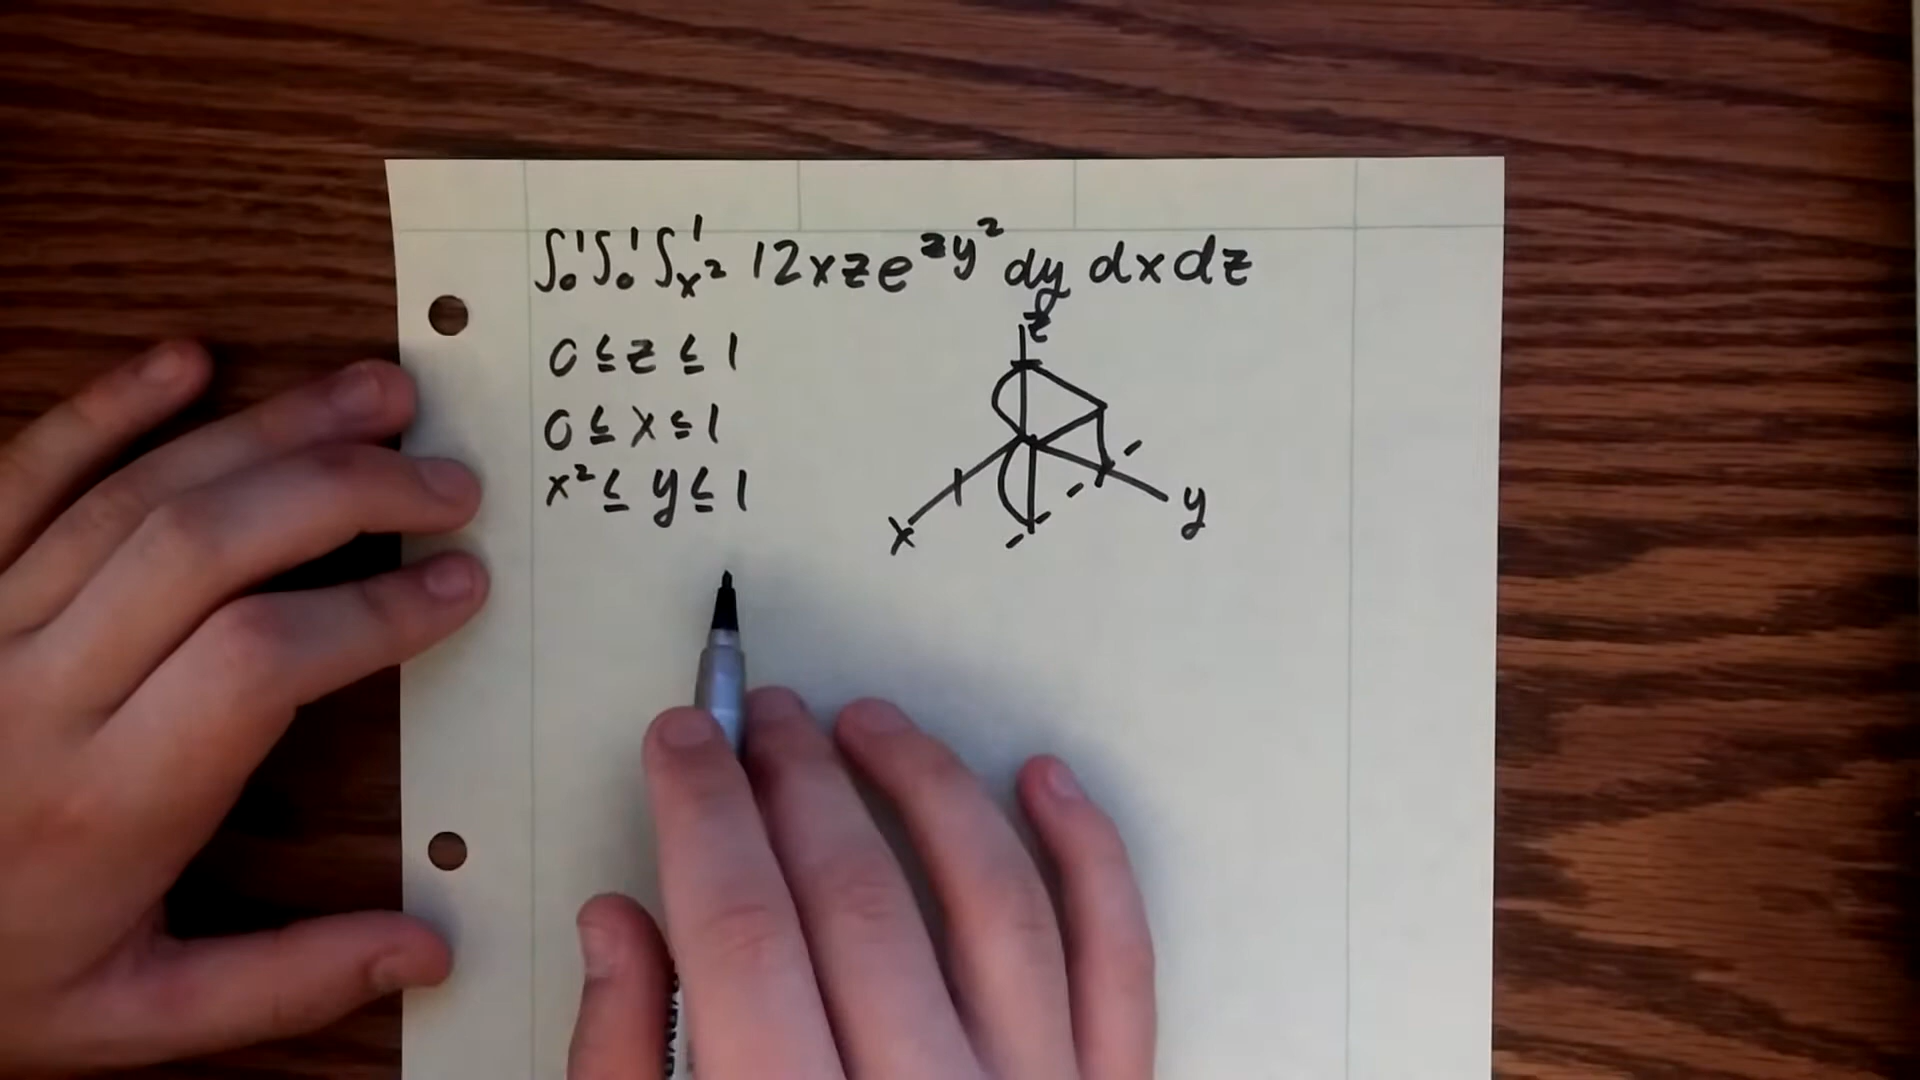 ∫₀¹∫₀¹∫ₓ²¹ 12xze^zy² dy dx dz
0 ≤ z ≤ 1
0 ≤ x ≤ 1
x² ≤ y ≤ 1
z
x
y